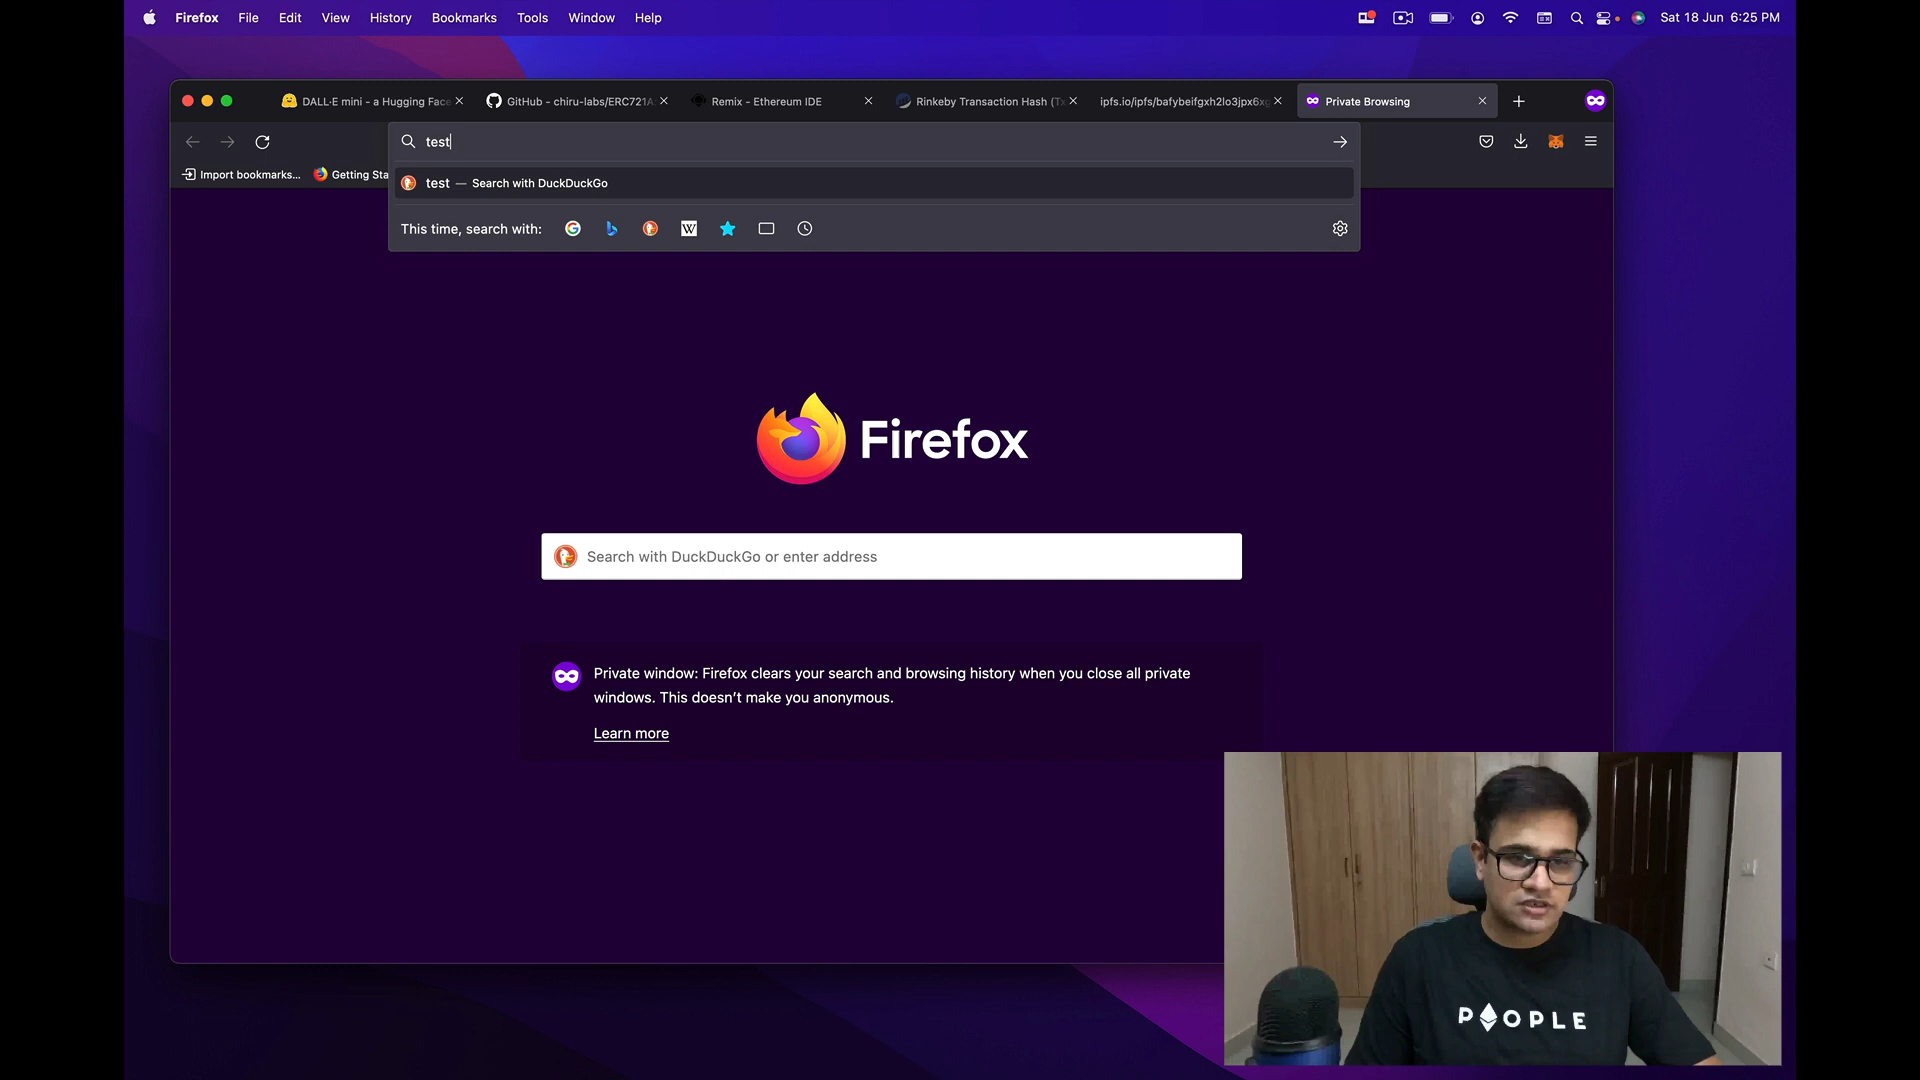 Firefox File Edit View History Bookmarks Tools Window Help
Sat 18 Jun 6:25 PM
DALL·E mini - a Hugging Face
GitHub - chiru-labs/ERC721A
Remix - Ethereum IDE
Rinkeby Transaction Hash (Tx
ipfs.io/ipfs/bafybeifgxh2lo3jpx6xg
Private Browsing
test
Import bookmarks...
Getting Sta
test — Search with DuckDuckGo
This time, search with:
Firefox
Search with DuckDuckGo or enter address
Private window: Firefox clears your search and browsing history when you close all private
windows. This doesn’t make you anonymous.
Learn more
P OPLE